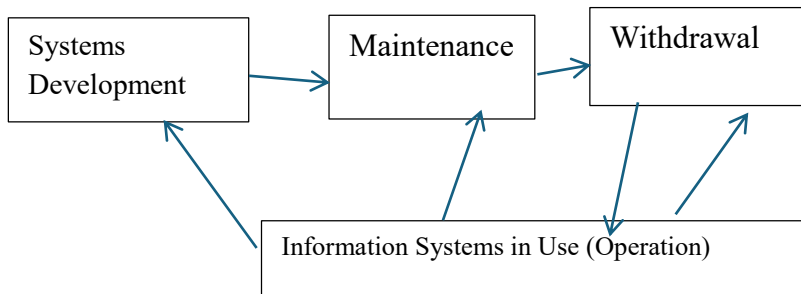 Systems
Development
Maintenance
Withdrawal
Information Systems in Use (Operation)